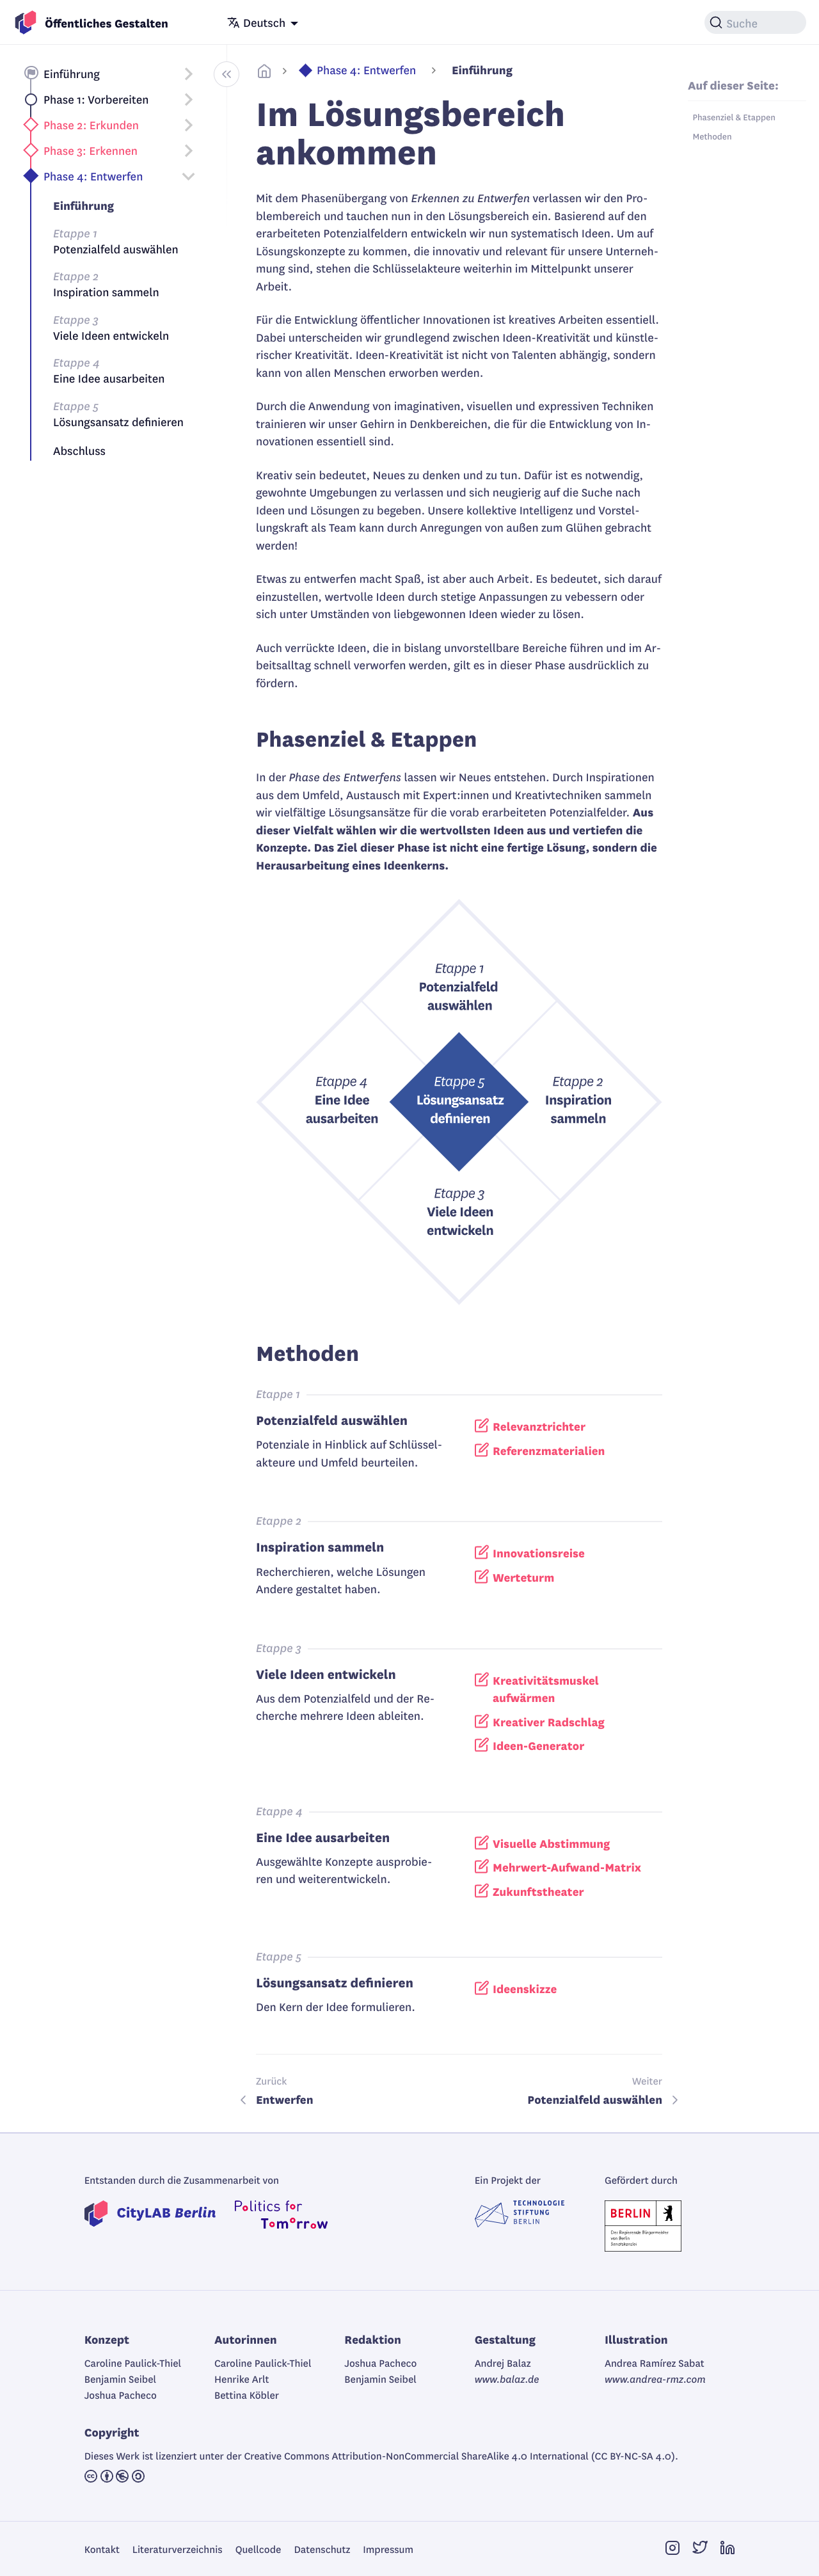 Öffentliches Gestalten
Deutsch
Suche
Einführung
Phase 1: Vorbereiten
Phase 2: Erkunden
Phase 3: Erkennen
Phase 4: Entwerfen
Einführung
Etappe 1
Potenzialfeld auswählen
Etappe 2
Inspiration sammeln
Etappe 3
Viele Ideen entwickeln
Etappe 4
Eine Idee ausarbeiten
Etappe 5
Lösungsansatz definieren
Abschluss
Phase 4: Entwerfen
Einführung
Im Lösungsbereich
ankommen
Mit dem Phasenübergang von Erkennen zu Entwerfen verlassen wir den Pro-
blembereich und tauchen nun in den Lösungsbereich ein. Basierend auf den
erarbeiteten Potenzialfeldern entwickeln wir nun systematisch Ideen. Um auf
Lösungskonzepte zu kommen, die innovativ und relevant für unsere Unterneh-
mung sind, stehen die Schlüsselakteure weiterhin im Mittelpunkt unserer
Arbeit.
Für die Entwicklung öffentlicher Innovationen ist kreatives Arbeiten essentiell.
Dabei unterscheiden wir grundlegend zwischen Ideen-Kreativität und künstle-
rischer Kreativität. Ideen-Kreativität ist nicht von Talenten abhängig, sondern
kann von allen Menschen erworben werden.
Durch die Anwendung von imaginativen, visuellen und expressiven Techniken
trainieren wir unser Gehirn in Denkbereichen, die für die Entwicklung von In-
novationen essentiell sind.
Kreativ sein bedeutet, Neues zu denken und zu tun. Dafür ist es notwendig,
gewohnte Umgebungen zu verlassen und sich neugierig auf die Suche nach
Ideen und Lösungen zu begeben. Unsere kollektive Intelligenz und Vorstel-
lungskraft als Team kann durch Anregungen von außen zum Glühen gebracht
werden!
Etwas zu entwerfen macht Spaß, ist aber auch Arbeit. Es bedeutet, sich darauf
einzustellen, wertvolle Ideen durch stetige Anpassungen zu vebessern oder
sich unter Umständen von liebgewonnen Ideen wieder zu lösen.
Auch verrückte Ideen, die in bislang unvorstellbare Bereiche führen und im Ar-
beitsalltag schnell verworfen werden, gilt es in dieser Phase ausdrücklich zu
fördern.
Phasenziel & Etappen
In der Phase des Entwerfens lassen wir Neues entstehen. Durch Inspirationen
aus dem Umfeld, Austausch mit Expert:innen und Kreativtechniken sammeln
wir vielfältige Lösungsansätze für die vorab erarbeiteten Potenzialfelder. Aus
dieser Vielfalt wählen wir die wertvollsten Ideen aus und vertiefen die
Konzepte. Das Ziel dieser Phase ist nicht eine fertige Lösung, sondern die
Herausarbeitung eines Ideenkerns.
Etappe 1
Potenzialfeld
auswählen
Etappe 4
Eine Idee
ausarbeiten
Etappe 5
Lösungsansatz
definieren
Etappe 2
Inspiration
sammeln
Etappe 3
Viele Ideen
entwickeln
Methoden
Etappe 1
Potenzialfeld auswählen
Potenziale in Hinblick auf Schlüssel-
akteure und Umfeld beurteilen.
Relevanztrichter
Referenzmaterialien
Etappe 2
Inspiration sammeln
Recherchieren, welche Lösungen
Andere gestaltet haben.
Innovationsreise
Werteturm
Etappe 3
Viele Ideen entwickeln
Aus dem Potenzialfeld und der Re-
cherche mehrere Ideen ableiten.
Kreativitätsmuskel
aufwärmen
Kreativer Radschlag
Ideen-Generator
Etappe 4
Eine Idee ausarbeiten
Ausgewählte Konzepte ausprobie-
ren und weiterentwickeln.
Visuelle Abstimmung
Mehrwert-Aufwand-Matrix
Zukunftstheater
Etappe 5
Lösungsansatz definieren
Den Kern der Idee formulieren.
Ideenskizze
Zurück
Entwerfen
Weiter
Potenzialfeld auswählen
Auf dieser Seite:
Phasenziel & Etappen
Methoden
Entstanden durch die Zusammenarbeit von
CityLAB Berlin
Politics for
Tomorrow
Ein Projekt der
TECHNOLOGIE
STIFTUNG
BERLIN
Gefördert durch
BERLIN
Der Regierende Bürgermeister
von Berlin
Senatskanzlei
Konzept
Caroline Paulick-Thiel
Benjamin Seibel
Joshua Pacheco
Autorinnen
Caroline Paulick-Thiel
Henrike Arlt
Bettina Köbler
Redaktion
Joshua Pacheco
Benjamin Seibel
Gestaltung
Andrej Balaz
www.balaz.de
Illustration
Andrea Ramírez Sabat
www.andrea-rmz.com
Copyright
Dieses Werk ist lizenziert unter der Creative Commons Attribution-NonCommercial ShareAlike 4.0 International (CC BY-NC-SA 4.0).
Kontakt
Literaturverzeichnis
Quellcode
Datenschutz
Impressum